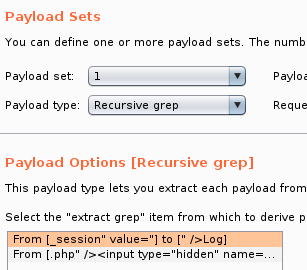 Payload Sets
You can define one or more payload sets. The numb
Payload set: 1 Paylo
Payload type: Recursive grep Reque
Payload Options [Recursive grep]
This payload type lets you extract each payload from
Select the "extract grep" item from which to derive p
From [_session" value="] to [" />Log]
From [.php" /><input type="hidden" name=...